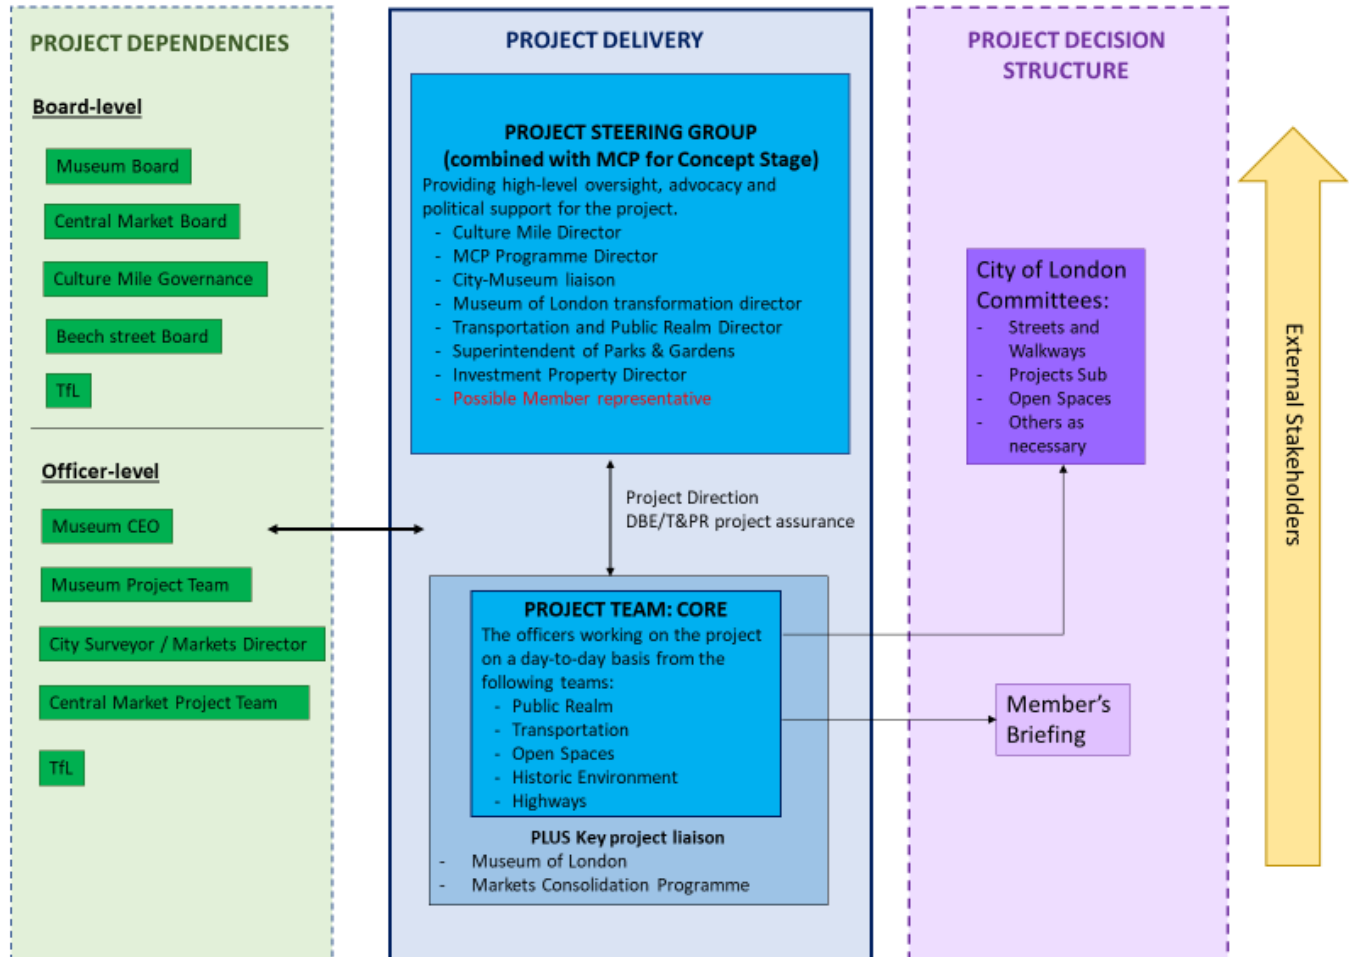 PROJECT DEPENDENCIES
Board-level
Museum Board
Central Market Board
Culture Mile Governance
Beech street Board
TfL
Officer-level
Museum CEO
Museum Project Team
City Surveyor / Markets Director
Central Market Project Team
TfL
PROJECT DELIVERY
PROJECT STEERING GROUP
(combined with MCP for Concept Stage)
Providing high-level oversight, advocacy and
political support for the project.
- Culture Mile Director
- MCP Programme Director
- City-Museum liaison
- Museum of London transformation director
- Transportation and Public Realm Director
- Superintendent of Parks & Gardens
- Investment Property Director
- Possible Member representative
Project Direction
DBE/T&PR project assurance
PROJECT TEAM: CORE
The officers working on the project
on a day-to-day basis from the
following teams:
- Public Realm
- Transportation
- Open Spaces
- Historic Environment
- Highways
PLUS Key project liaison
- Museum of London
- Markets Consolidation Programme
PROJECT DECISION
STRUCTURE
City of London
Committees:
- Streets and
Walkways
- Projects Sub
- Open Spaces
- Others as
necessary
Member’s
Briefing
External Stakeholders